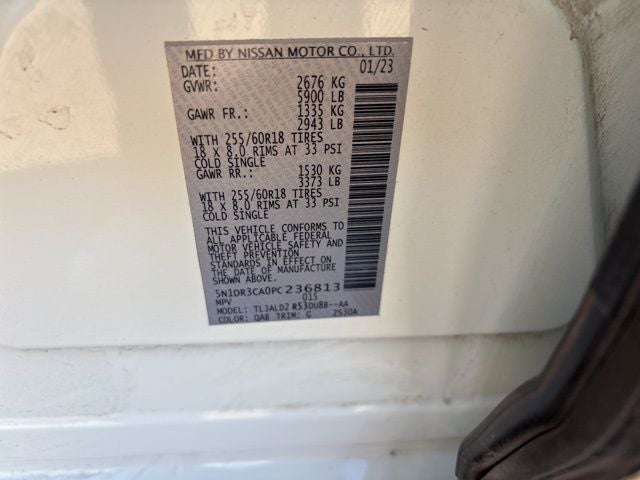 MFD BY NISSAN MOTOR CO., LTD.
DATE: 01/23
GVWR: 2676 KG
5900 LB
GAWR FR.: 1335 KG
2943 LB
WITH 255/60R18 TIRES
18 X 8.0 RIMS AT 33 PSI
COLD SINGLE
GAWR RR.: 1530 KG
3373 LB
WITH 255/60R18 TIRES
18 X 8.0 RIMS AT 33 PSI
COLD SINGLE
THIS VEHICLE CONFORMS TO
ALL APPLICABLE FEDERAL
MOTOR VEHICLE SAFETY AND
THEFT PREVENTION
STANDARDS IN EFFECT ON
THE DATE OF MANUFACTURE
SHOWN ABOVE.
5N1DR3CA0PC236813
MPV 015
MODEL: TL3ALDZ R53DU8B--AA
COLOR: QAB TRIM: G 2530A